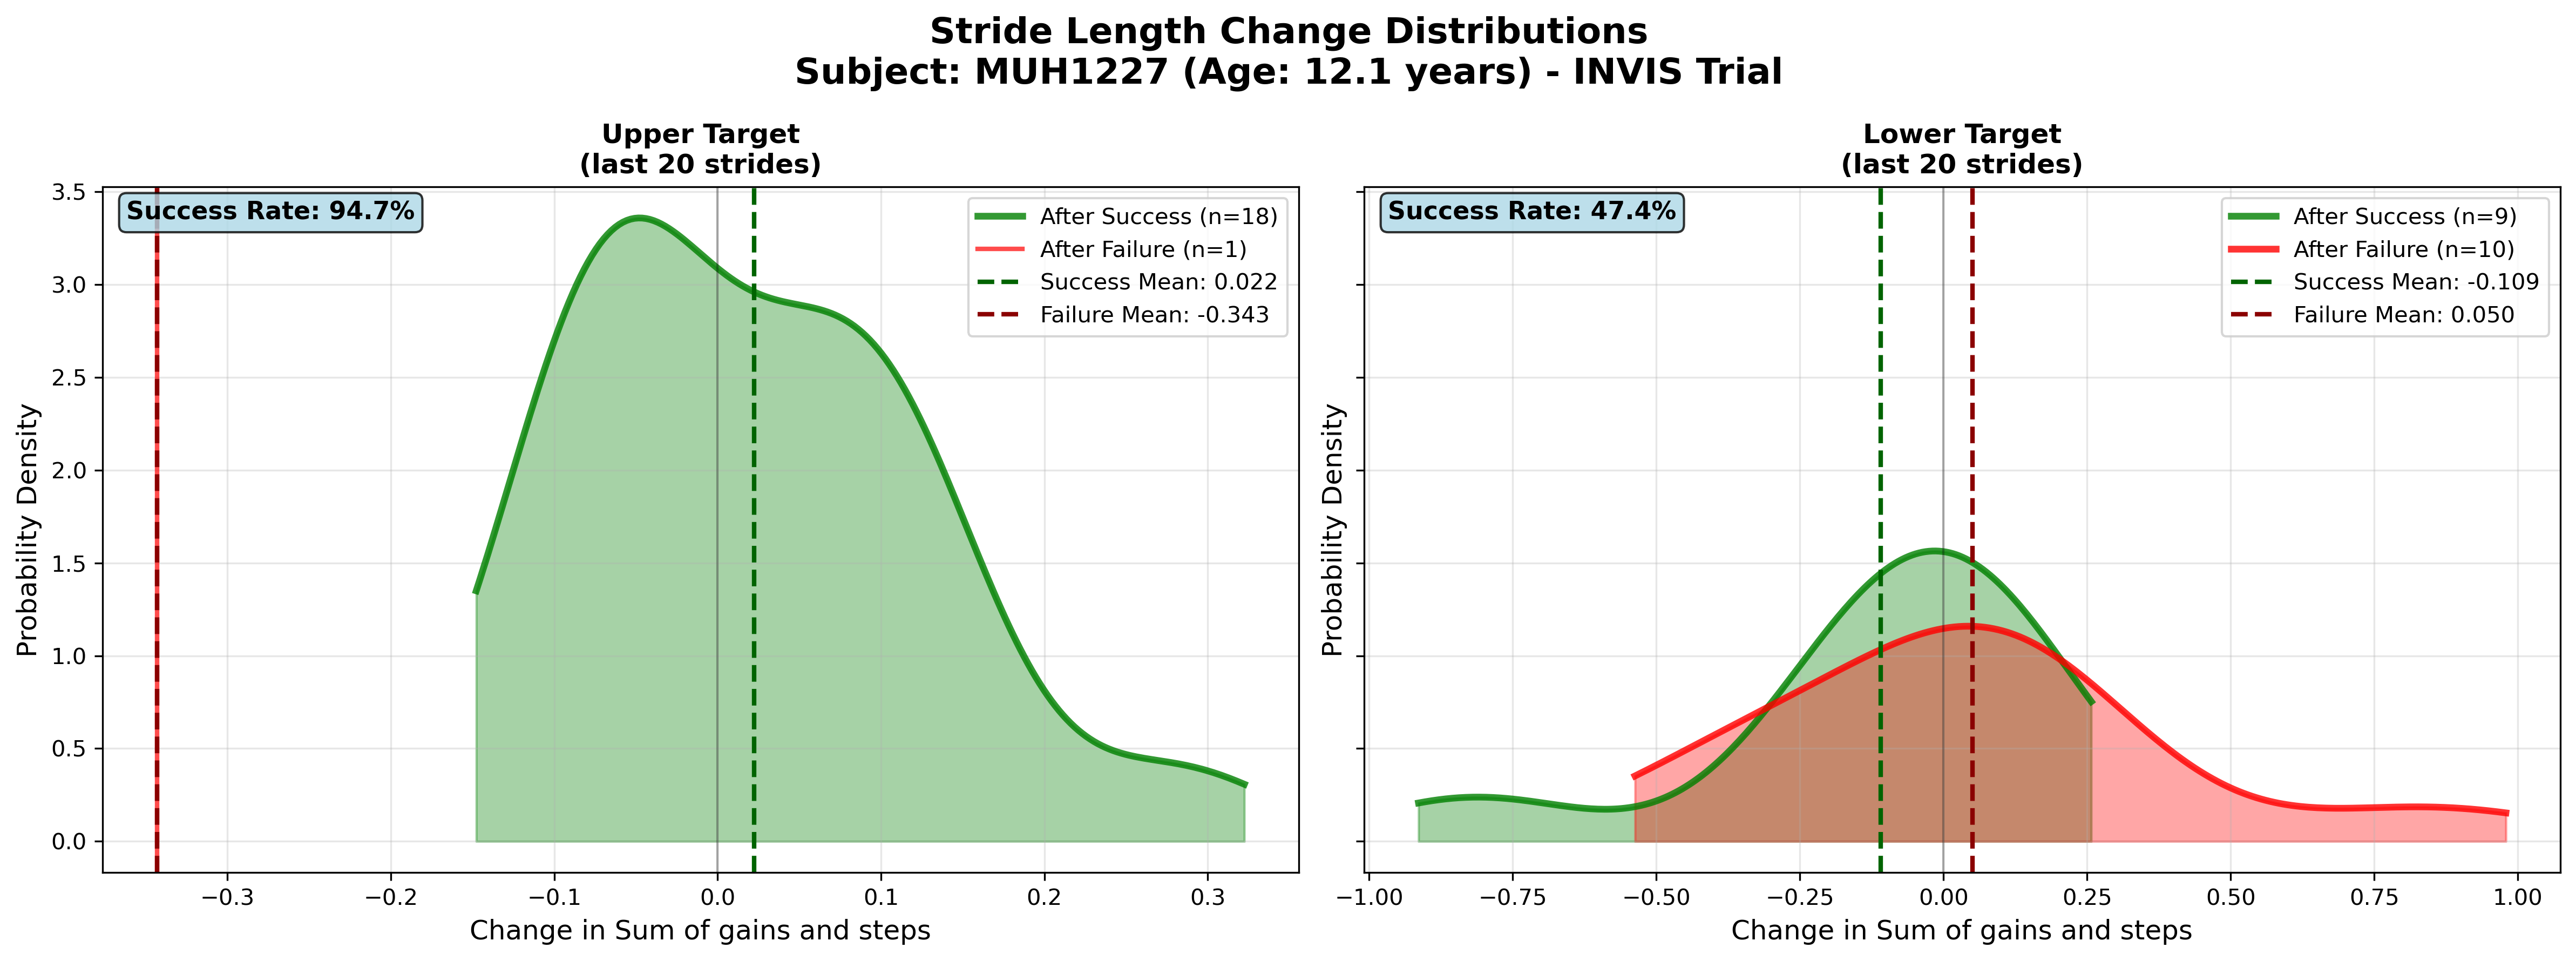 Stride Length Change Distributions
Subject: MUH1227 (Age: 12.1 years) - INVIS Trial
Upper Target
(last 20 strides)
Success Rate: 94.7%
After Success (n=18)
After Failure (n=1)
Success Mean: 0.022
Failure Mean: -0.343
Probability Density
3.5
3.0
2.5
2.0
1.5
1.0
0.5
0.0
−0.3
−0.2
−0.1
0.0
0.1
0.2
0.3
Change in Sum of gains and steps
Lower Target
(last 20 strides)
Success Rate: 47.4%
After Success (n=9)
After Failure (n=10)
Success Mean: -0.109
Failure Mean: 0.050
Probability Density
−1.00
−0.75
−0.50
−0.25
0.00
0.25
0.50
0.75
1.00
Change in Sum of gains and steps